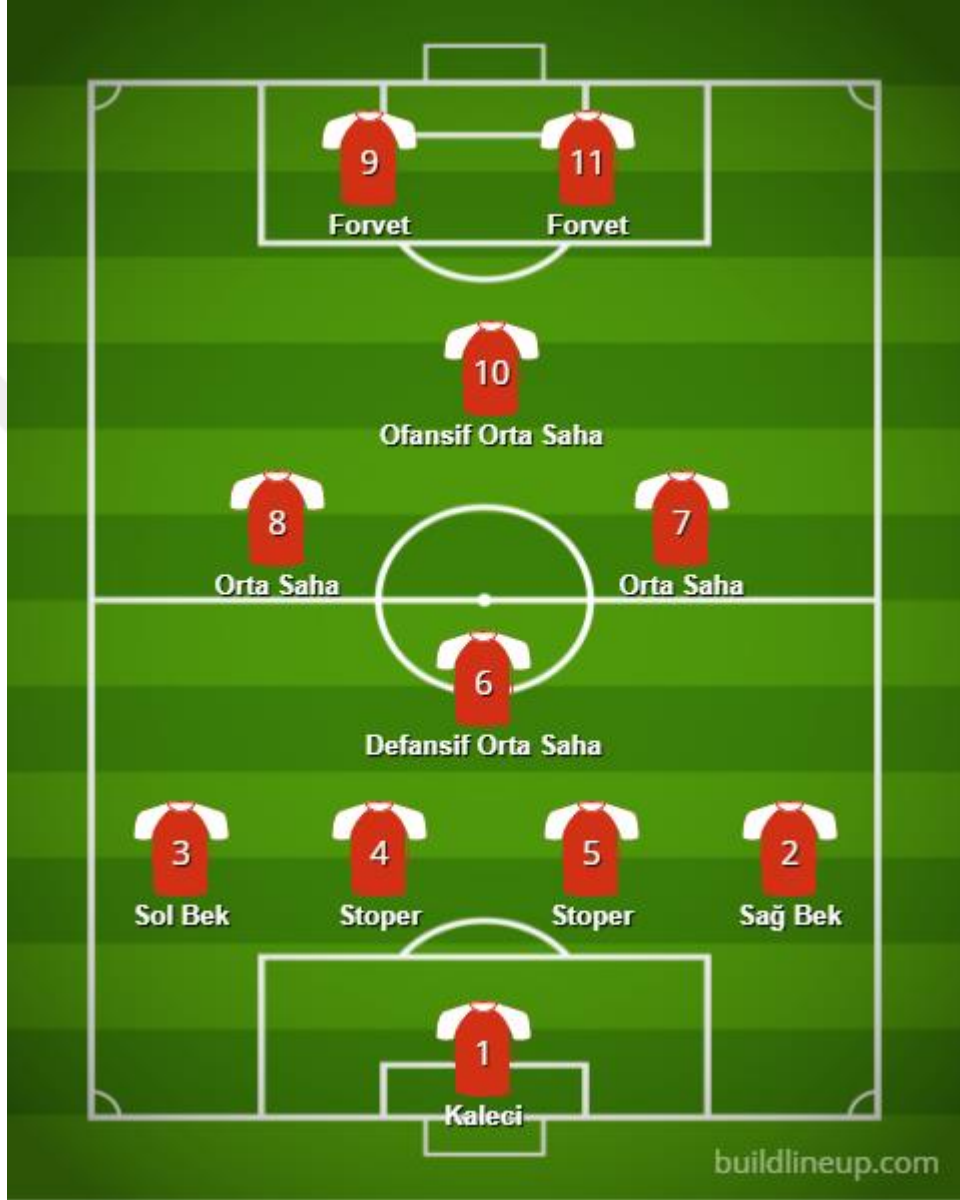 9 11
Forvet Forvet
10
Ofansif Orta Saha
8 7
Orta Saha Orta Saha
6
Defansif Orta Saha
3 4 5 2
Sol Bek Stoper Stoper Sağ Bek
1
Kaleci
buildlineup.com